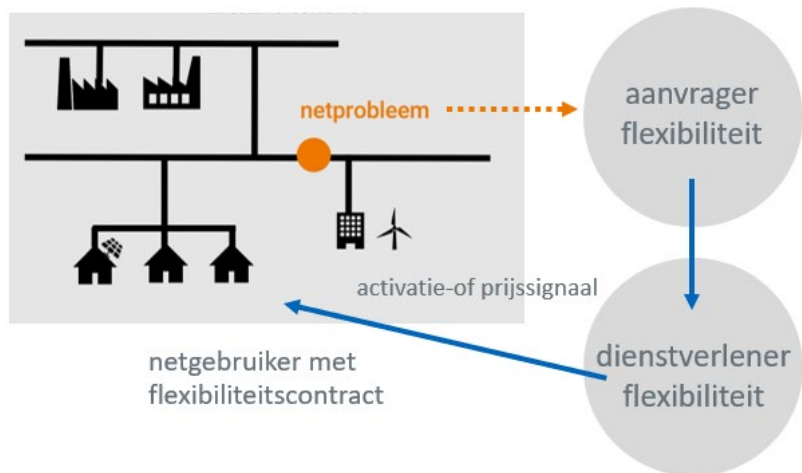 netprobleem
aanvrager
flexibiliteit
activatie-of prijssignaal
netgebruiker met
flexibiliteitscontract
dienstverlener
flexibiliteit